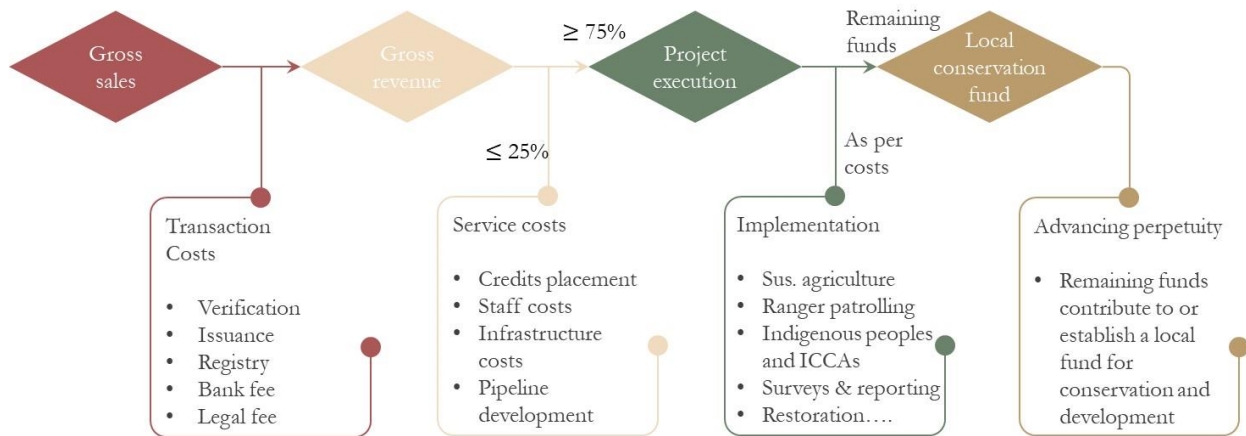 Gross
sales
Gross
revenue
≥ 75%
Project
execution
Remaining
funds
Local
conservation
fund
≤ 25%
As per
costs
Transaction
Costs
• Verification
• Issuance
• Registry
• Bank fee
• Legal fee
Service costs
• Credits placement
• Staff costs
• Infrastructure
costs
• Pipeline
development
Implementation
• Sus. agriculture
• Ranger patrolling
• Indigenous peoples
and ICCAs
• Surveys & reporting
• Restoration….
Advancing perpetuity
• Remaining funds
contribute to or
establish a local
fund for
conservation and
development